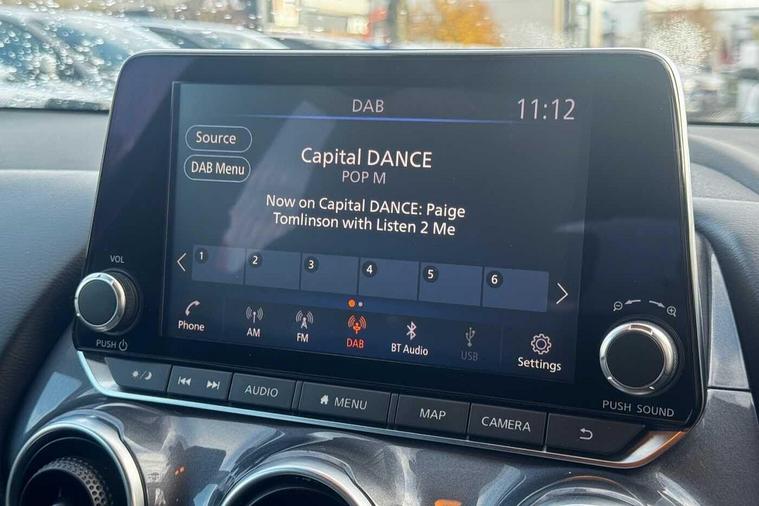 DAB
11:12
Source
DAB Menu
Capital DANCE
POP M
Now on Capital DANCE: Paige
Tomlinson with Listen 2 Me
1 2 3 4 5 6
Phone
AM
FM
DAB
BT Audio
USB
Settings
VOL
PUSH
PUSH SOUND
AUDIO
MENU
MAP
CAMERA